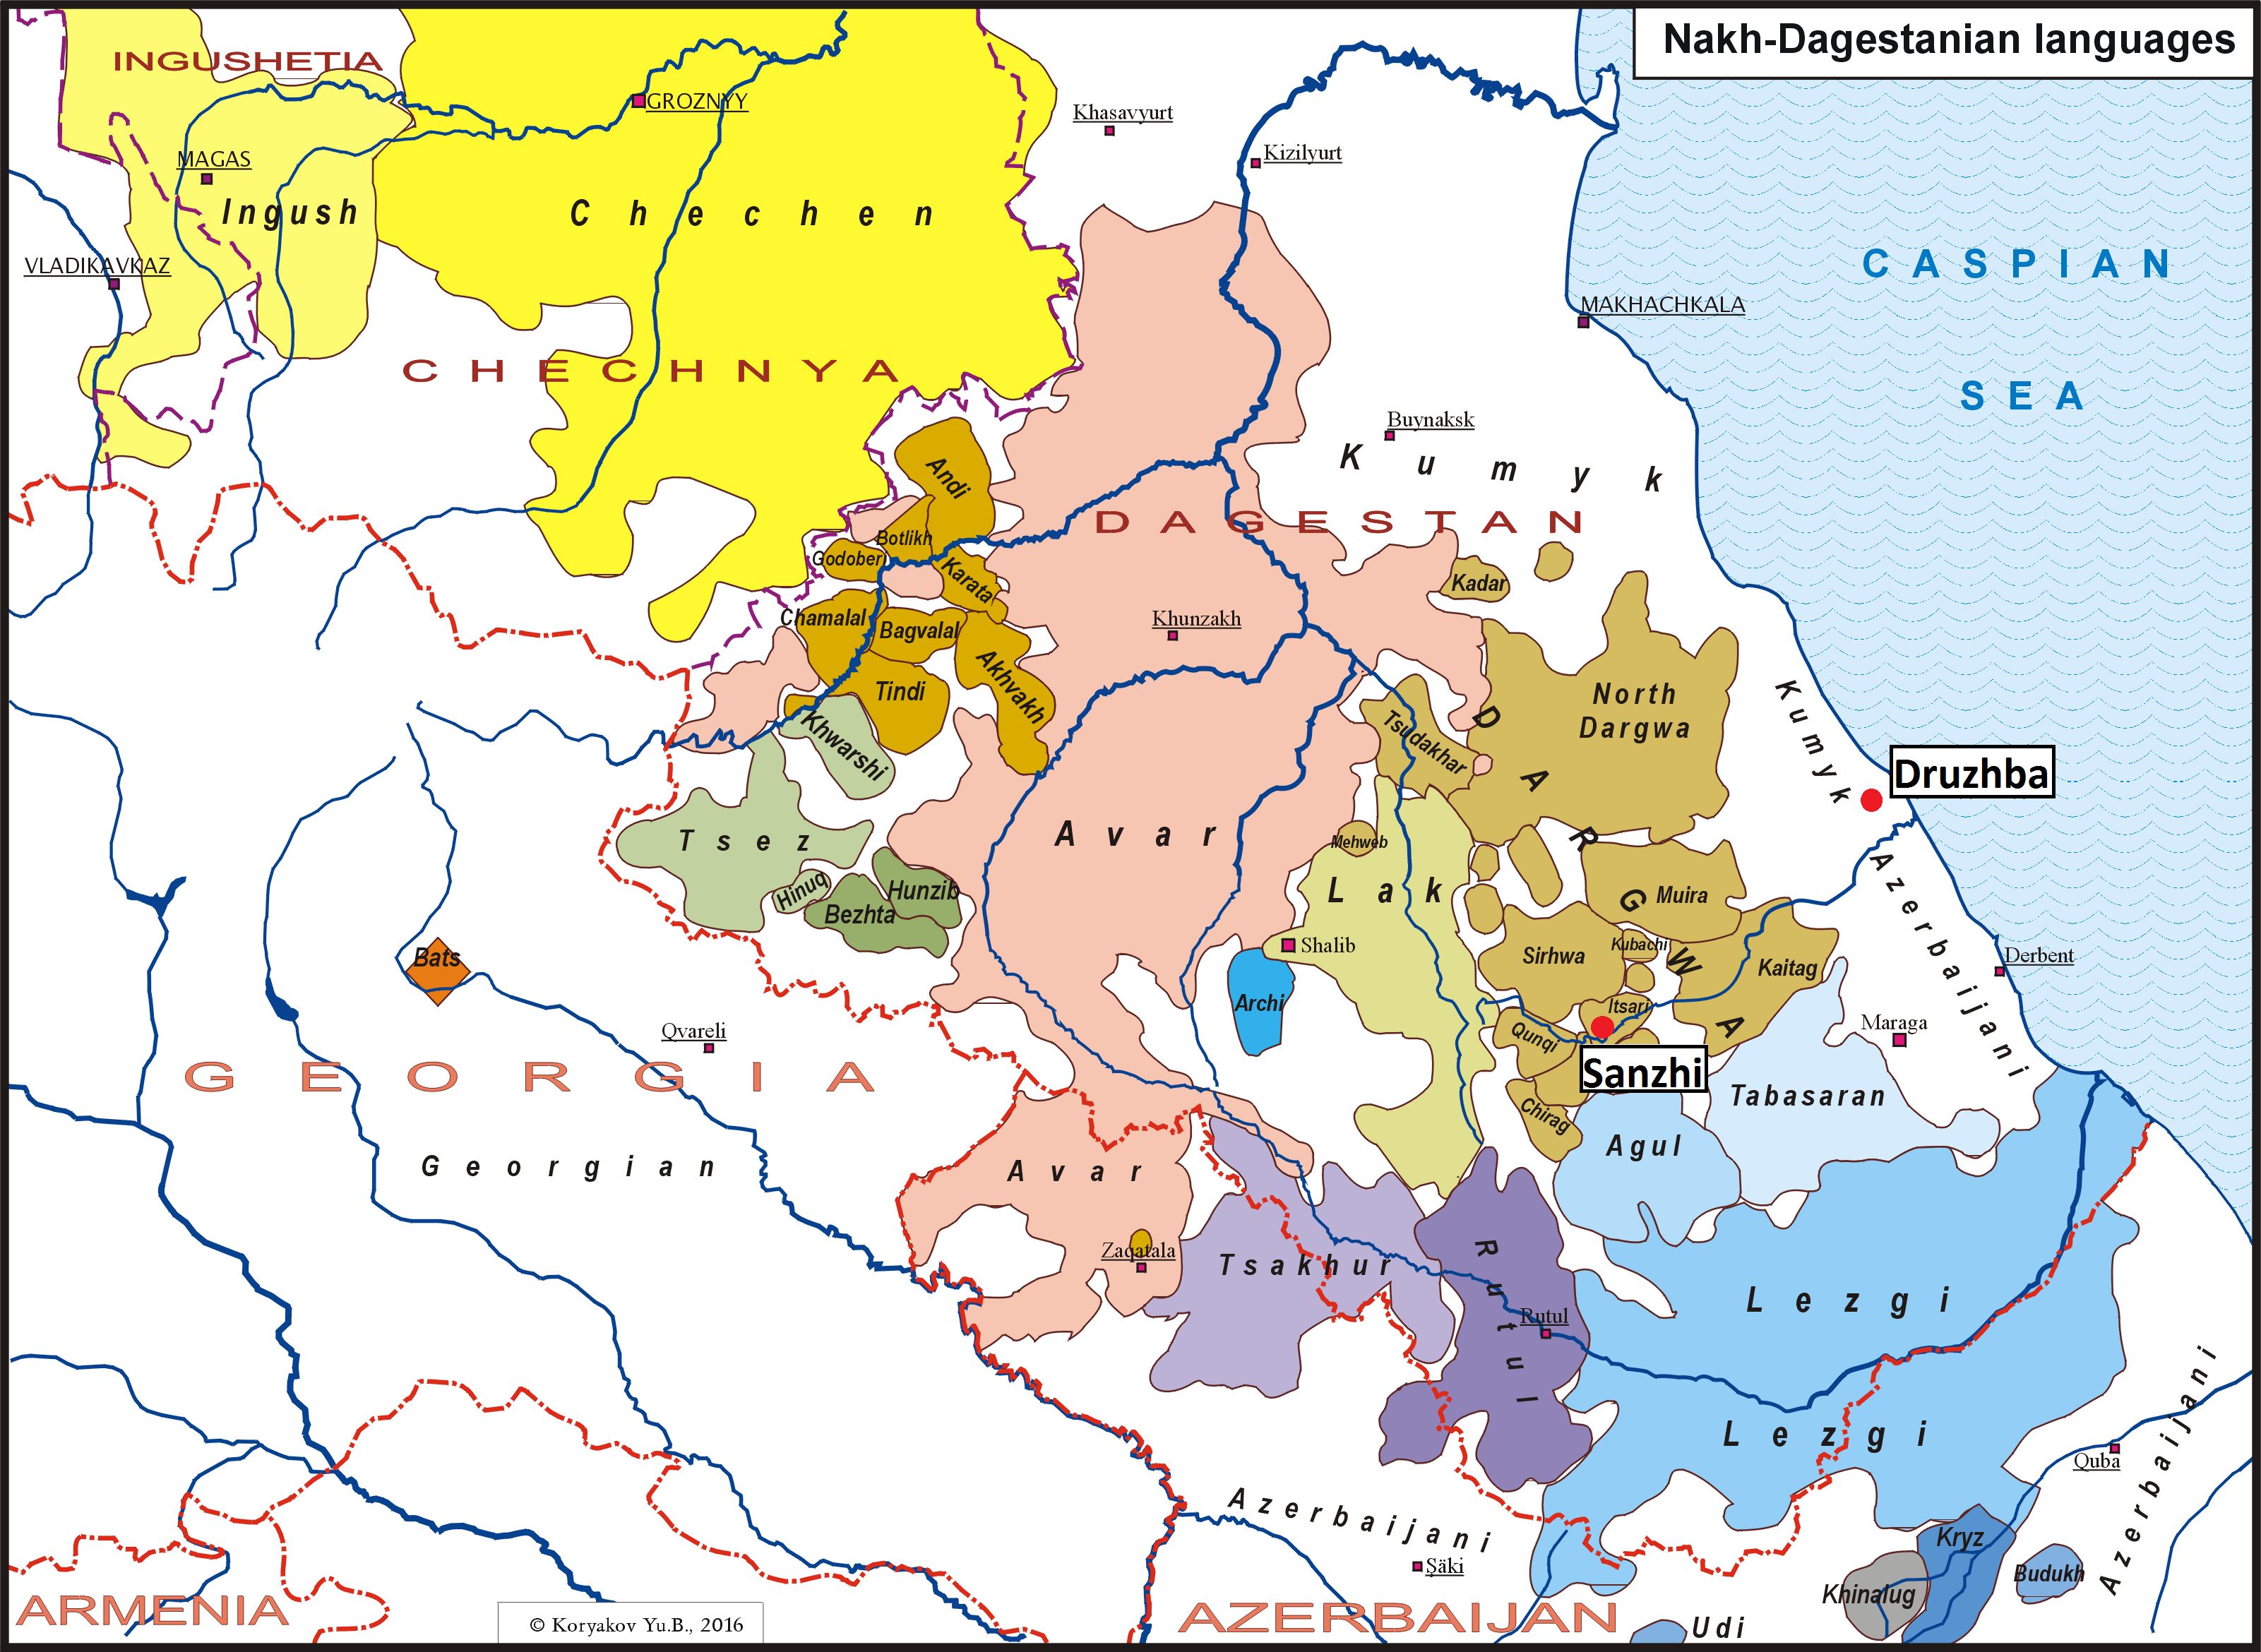 Nakh-Dagestanian languages
INGUSHETIA
GROZNYY
Khasavyurt
Kizilyurt
MAGAS
Ingush
Chechen
VLADIKAVKAZ
CASPIAN
SEA
MAKHACHKALA
CHECHNYA
Buynaksk
Kumyk
Andi
DAGESTAN
Botlikh
Godoberi
Karata
Kadar
Chamalal
Bagvalal
Khunzakh
Akhvakh
Tindi
North
Dargwa
Kumyk
Khwarshi
Tsudakhar
DARGWA
Druzhba
Tsez
Avar
Mehweb
Hinuq
Hunzib
Bezhta
Lak
Muira
Azerbaijani
Bats
Shalib
Sirhwa
Kubachi
Kaitag
Derbent
Archi
Itsari
Qunqi
Maraga
Qvareli
GEORGIA
Sanzhi
Tabasaran
Chirag
Agul
Georgian
Avar
Zaqatala
Tsakhur
Rutul
Rutul
Lezgi
Lezgi
Quba
Azerbaijani
Azerbaijani
Şäki
Kryz
Khinalug
Budukh
Udi
ARMENIA
AZERBAIJAN
© Koryakov Yu.B., 2016